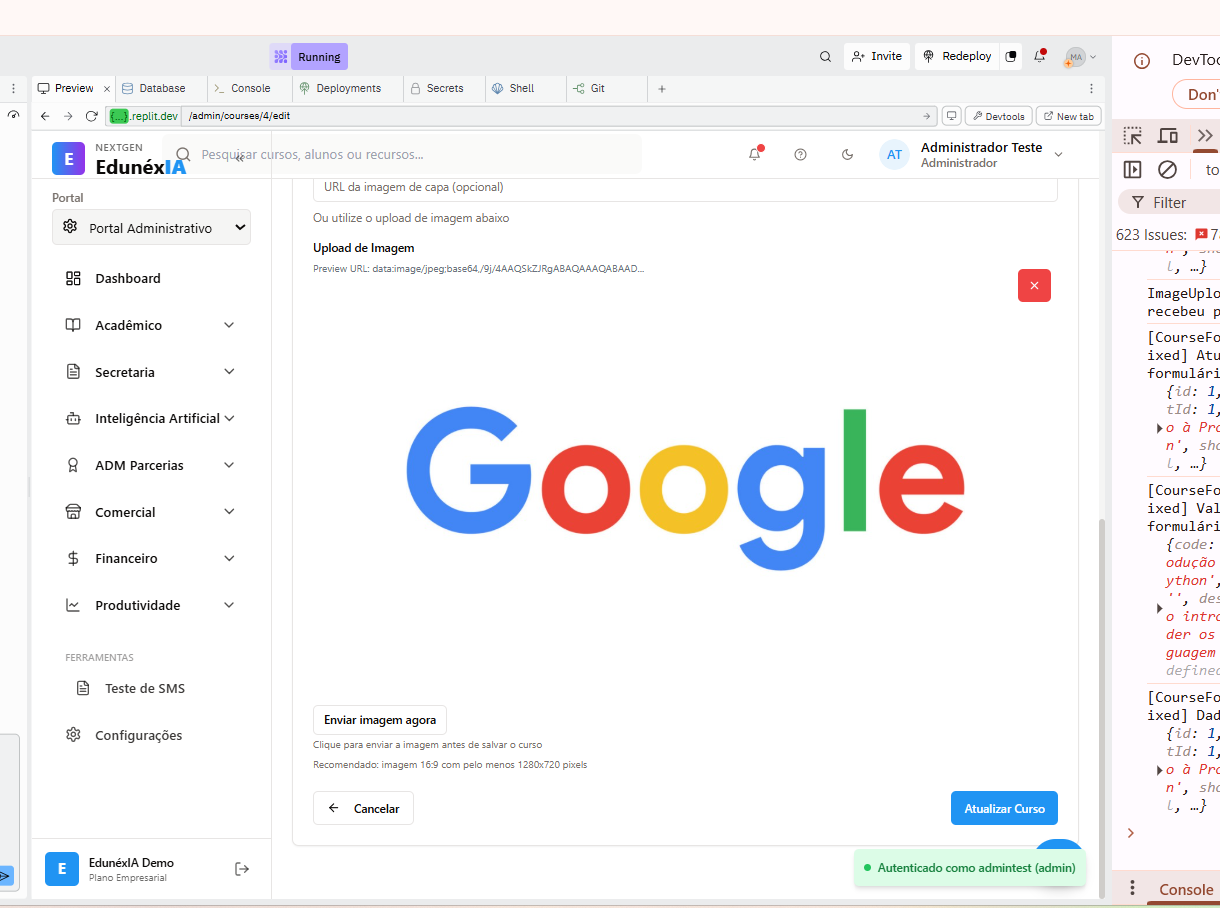 Running
Invite
Redeploy
MA
DevToo
Don'
Preview
Database
Console
Deployments
Secrets
Shell
Git
{...}.replit.dev
/admin/courses/4/edit
Devtools
New tab
E
NEXTGEN
EdunéxIA
Pesquisar cursos, alunos ou recursos...
AT
Administrador Teste
Administrador
Portal
Portal Administrativo
Dashboard
Acadêmico
Secretaria
Inteligência Artificial
ADM Parcerias
Comercial
Financeiro
Produtividade
FERRAMENTAS
Teste de SMS
Configurações
E
EdunéxIA Demo
Plano Empresarial
URL da imagem de capa (opcional)
Ou utilize o upload de imagem abaixo
Upload de Imagem
Preview URL: data:image/jpeg;base64,/9j/4AAQSkZJRgABAQAAAQABAAD...
Google
Enviar imagem agora
Clique para enviar a imagem antes de salvar o curso
Recomendado: imagem 16:9 com pelo menos 1280x720 pixels
Cancelar
Atualizar Curso
Autenticado como admintest (admin)
to
Filter
623 Issues:
7
l, …}
ImageUplo
recebeu p
[CourseFo
ixed] Atu
formulári
{id: 1,
tId: 1,
o à Pro
n', sho
l, …}
[CourseFo
ixed] Val
formulári
{code:
odução
ython',
'', des
o intro
der os
guagem
defined
[CourseFo
ixed] Dad
{id: 1,
tId: 1,
o à Pro
n', sho
l, …}
Console